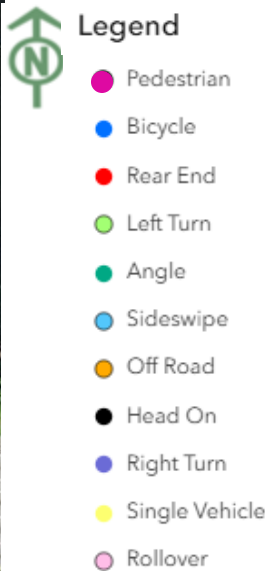 N
Legend
Pedestrian
Bicycle
Rear End
Left Turn
Angle
Sideswipe
Off Road
Head On
Right Turn
Single Vehicle
Rollover